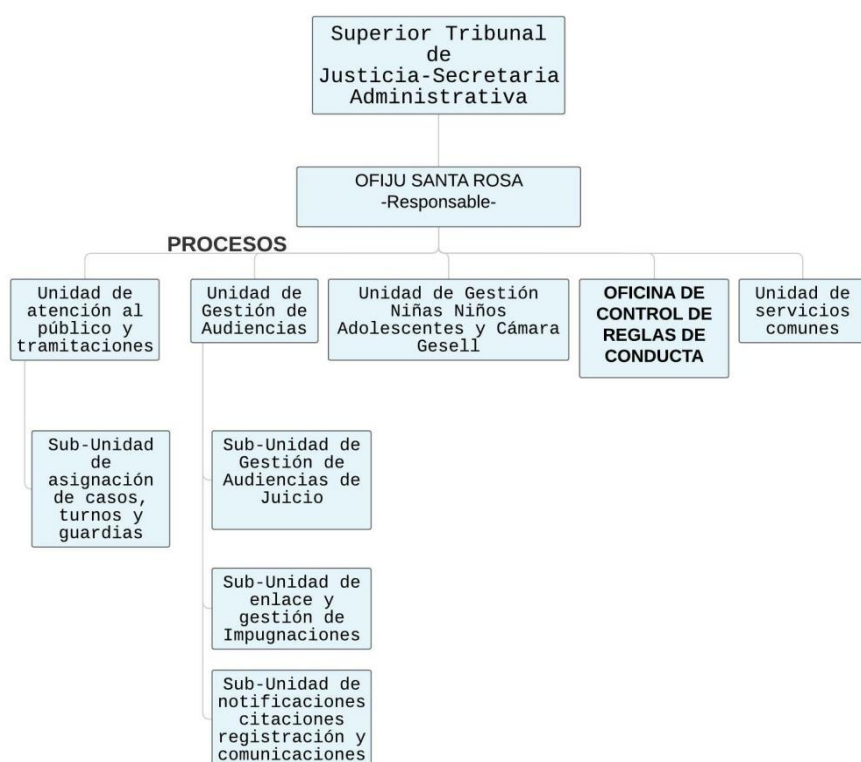 Superior Tribunal
de
Justicia-Secretaria
Administrativa
OFIJU SANTA ROSA
-Responsable-
PROCESOS
Unidad de
atención al
público y
tramitaciones
Unidad de
Gestión de
Audiencias
Unidad de Gestión
Niñas Niños
Adolescentes y Cámara
Gesell
OFICINA DE
CONTROL DE
REGLAS DE
CONDUCTA
Unidad de
servicios
comunes
Sub-Unidad
de
asignación
de casos,
turnos y
guardias
Sub-Unidad de
Gestión de
Audiencias de
Juicio
Sub-Unidad de
enlace y
gestión de
Impugnaciones
Sub-Unidad de
notificaciones
citaciones
registración y
comunicaciones